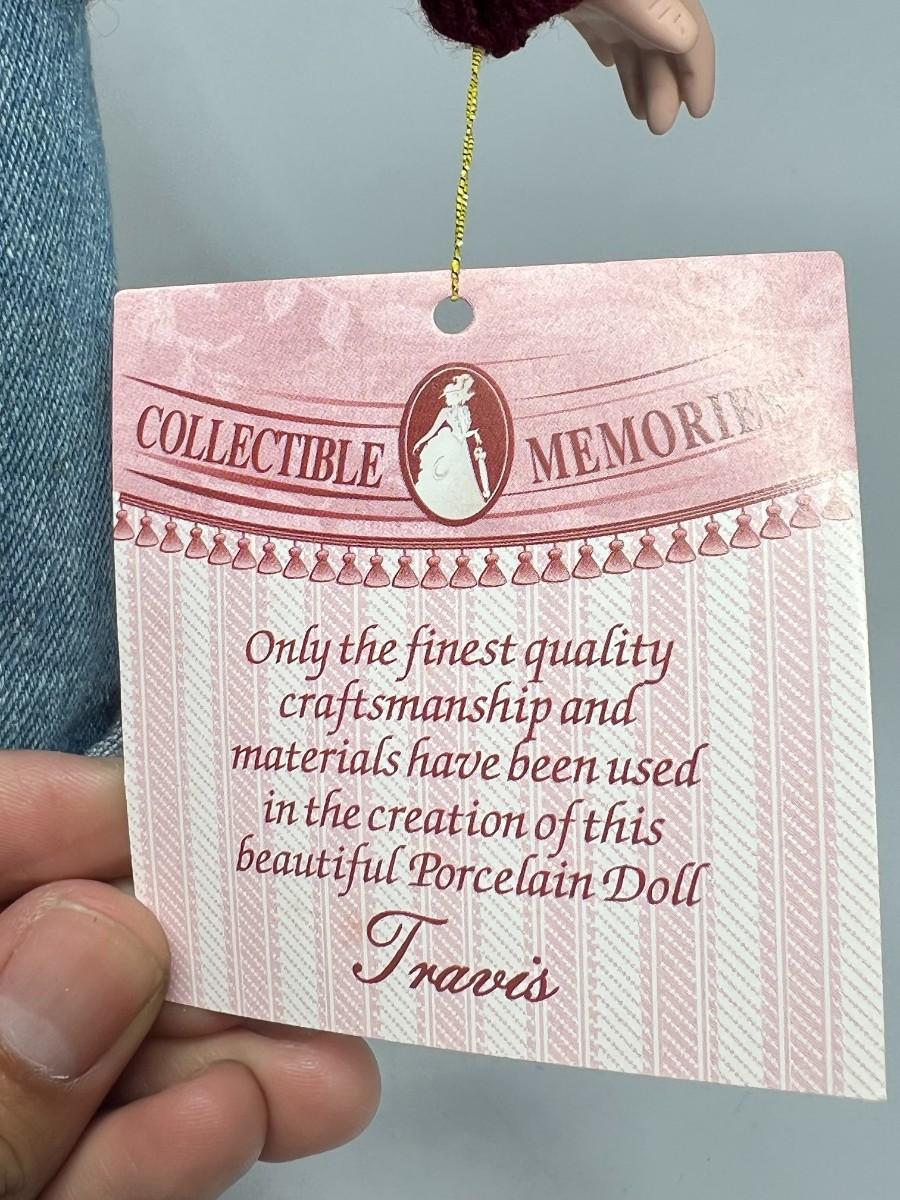 COLLECTIBLE MEMORIES
Only the finest quality
craftsmanship and
materials have been used
in the creation of this
beautiful Porcelain Doll
Travis